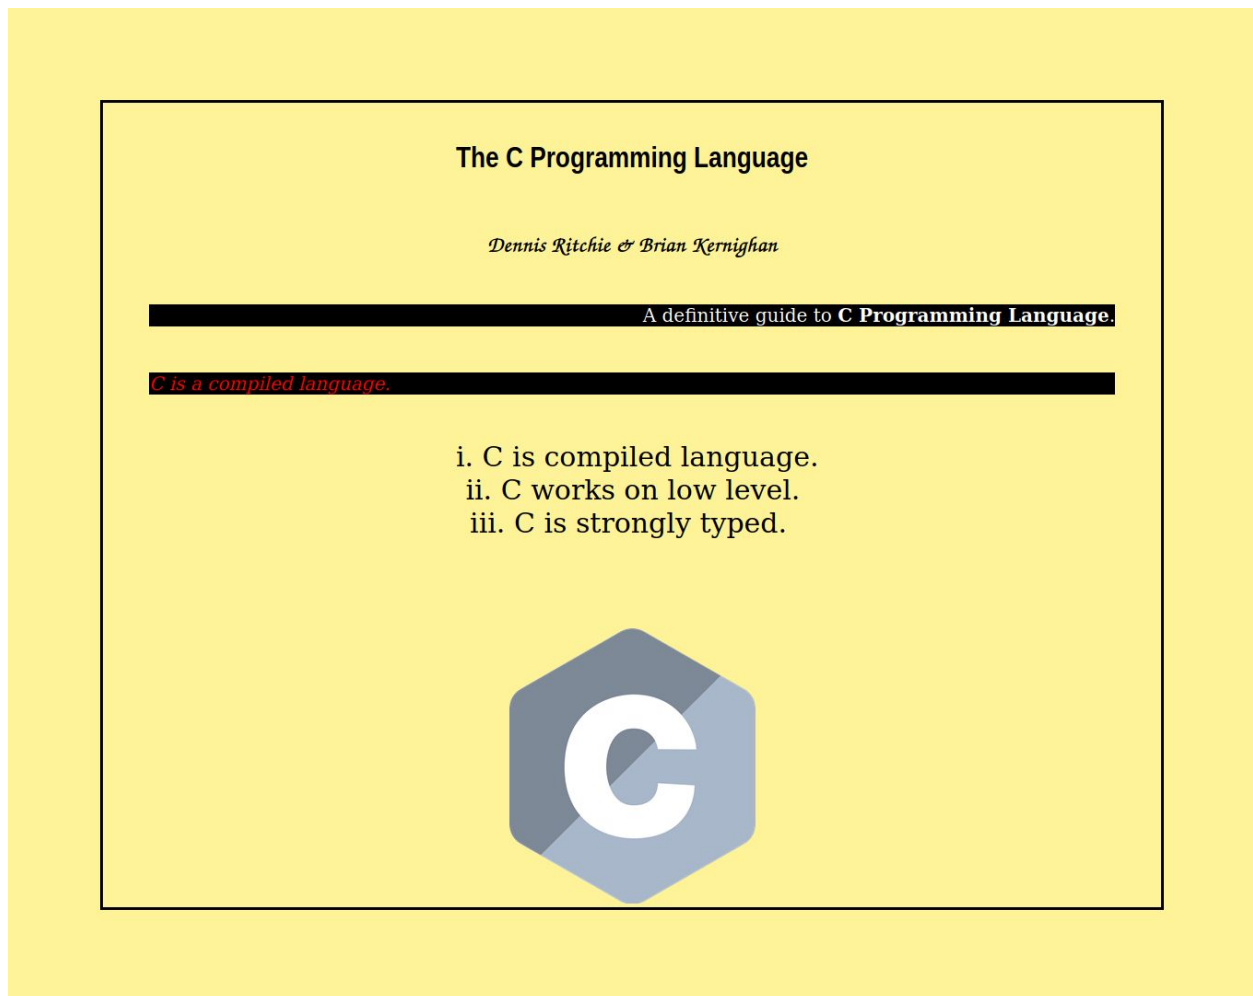 The C Programming Language
Dennis Ritchie & Brian Kernighan
A definitive guide to C Programming Language.
C is a compiled language.
i. C is compiled language.
ii. C works on low level.
iii. C is strongly typed.
C